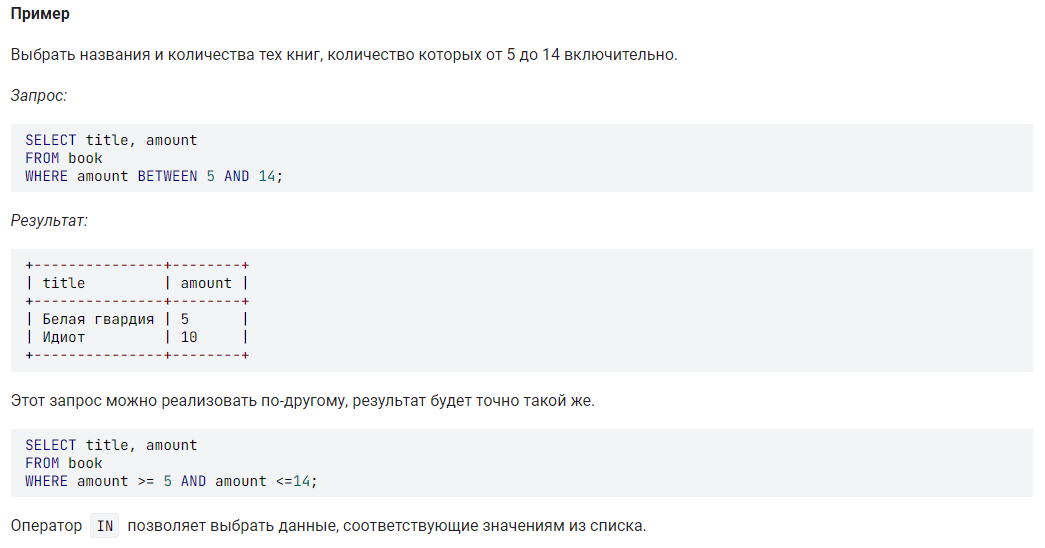 Пример
Выбрать названия и количества тех книг, количество которых от 5 до 14 включительно.
Запрос:
SELECT title, amount
FROM book
WHERE amount BETWEEN 5 AND 14;
Результат:
+---------------+--------+
| title         | amount |
+---------------+--------+
| Белая гвардия | 5      |
| Идиот         | 10     |
+---------------+--------+
Этот запрос можно реализовать по-другому, результат будет точно такой же.
SELECT title, amount
FROM book
WHERE amount >= 5 AND amount <=14;
Оператор IN позволяет выбрать данные, соответствующие значениям из списка.